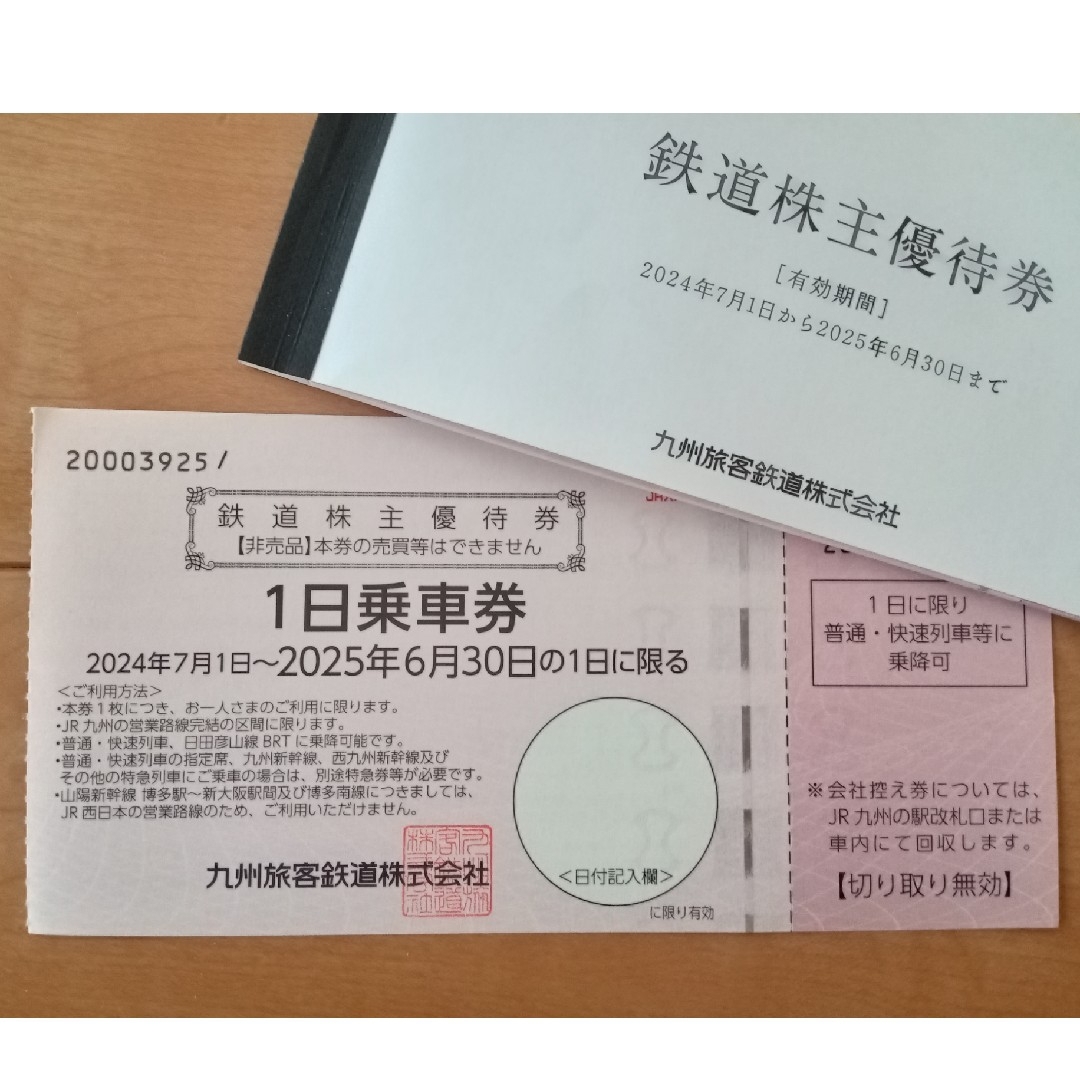 鉄道株主優待券
[有効期間]
2024年7月1日から2025年6月30日まで
九州旅客鉄道株式会社
20003925/
鉄道株主優待券
【非売品】本券の売買等はできません
1日乗車券
2024年7月1日～2025年6月30日の1日に限る
＜ご利用方法＞
・本券1枚につき、お一人さまのご利用に限ります。
・JR九州の営業路線完結の区間に限ります。
・普通・快速列車、日田彦山線BRTに乗降可能です。
・普通・快速列車の指定席、九州新幹線、西九州新幹線及び
その他の特急列車にご乗車の場合は、別途特急券等が必要です。
・山陽新幹線 博多駅～新大阪駅間及び博多南線につきましては、
JR西日本の営業路線のため、ご利用いただけません。
九州旅客鉄道株式会社
＜日付記入欄＞
に限り有効
1日に限り
普通・快速列車等に
乗降可
※会社控え券については、
JR九州の駅改札口または
車内にて回収します。
【切り取り無効】